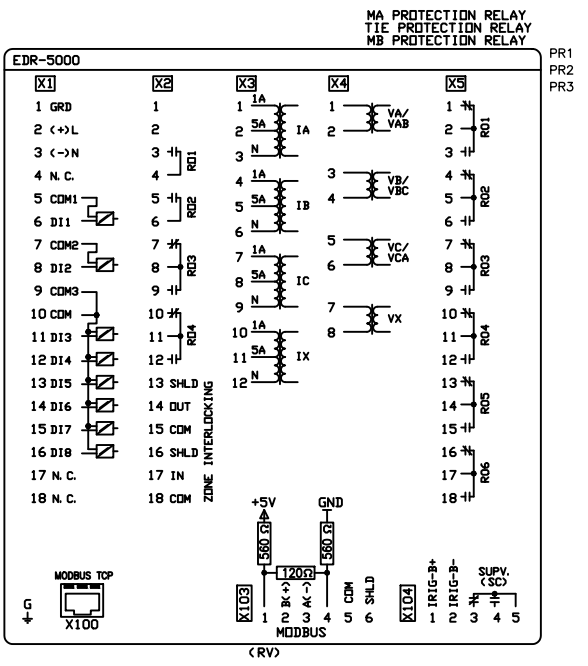 MA PROTECTION RELAY
TIE PROTECTION RELAY
MB PROTECTION RELAY
PR1
PR2
PR3
EDR-5000
X1
1 GRD
2 (+)L
3 (-)N
4 N.C.
5 COM1
6 DI1
7 COM2
8 DI2
9 COM3
10 COM
11 DI3
12 DI4
13 DI5
14 DI6
15 DI7
16 DI8
17 N.C.
18 N.C.
X2
1
2
3
4
RO1
5
6
RO2
7
8
9
RO3
10
11
12
RO4
13 SHLD
14 OUT
15 COM
16 SHLD
17 IN
18 COM
ZONE INTERLOCKING
X3
1 1A
2 5A
3 N
IA
4 1A
5 5A
6 N
IB
7 1A
8 5A
9 N
IC
10 1A
11 5A
12 N
IX
X4
1
2
VA/
VAB
3
4
VB/
VBC
5
6
VC/
VCA
7
8
VX
X5
1
2
3
RO1
4
5
6
RO2
7
8
9
RO3
10
11
12
RO4
13
14
15
RO5
16
17
18
RO6
G
MODBUS TCP
X100
+5V
GND
560 Ω
560 Ω
120Ω
X103
B(+)
A(-)
COM
SHLD
1 2 3 4 5 6
MODBUS
X104
IRIG-B+
IRIG-B-
SUPV.
(SC)
1 2 3 4 5
(RV)